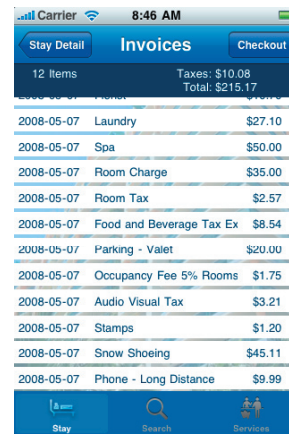 Carrier 8:46 AM
Stay Detail Invoices Checkout
12 Items Taxes: $10.08
Total: $215.17
2008-05-07 Laundry $27.10
2008-05-07 Spa $50.00
2008-05-07 Room Charge $35.00
2008-05-07 Room Tax $2.57
2008-05-07 Food and Beverage Tax Ex $8.54
2008-05-07 Parking - Valet $20.00
2008-05-07 Occupancy Fee 5% Rooms $1.75
2008-05-07 Audio Visual Tax $3.21
2008-05-07 Stamps $1.20
2008-05-07 Snow Shoeing $45.11
2008-05-07 Phone - Long Distance $9.99
Stay Search Services